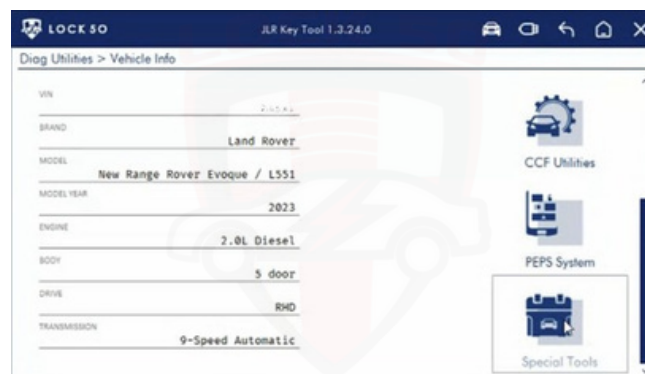 LOCK 50
JLR Key Tool 1.3.24.0
Diag Utilities > Vehicle Info
VIN
BRAND
Land Rover
MODEL
New Range Rover Evoque / L551
MODEL YEAR
2023
ENGINE
2.0L Diesel
BODY
5 door
DRIVE
RHD
TRANSMISSION
9-Speed Automatic
CCF Utilities
PEPS System
Special Tools